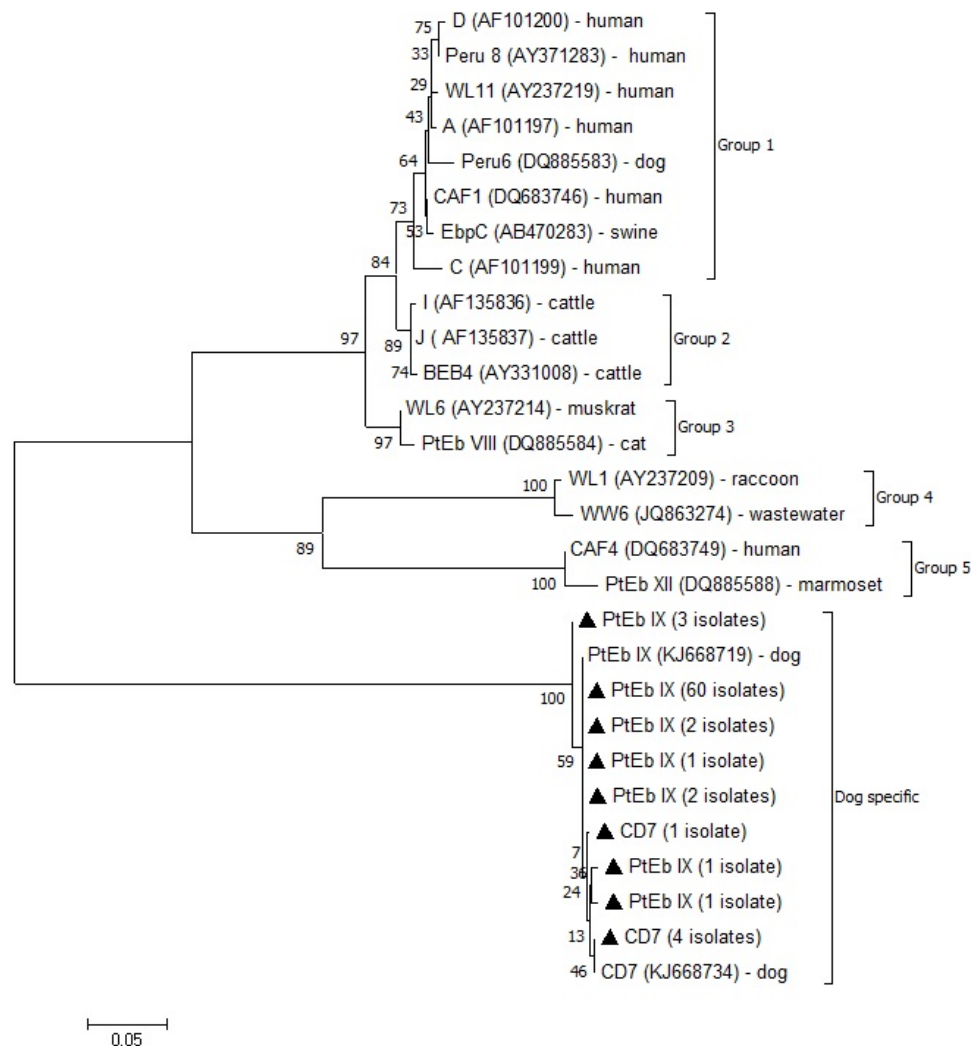 75
D (AF101200) - human
33
Peru 8 (AY371283) - human
29
WL11 (AY237219) - human
43
A (AF101197) - human
Group 1
64
Peru6 (DQ885583) - dog
CAF1 (DQ683746) - human
73
53
EbpC (AB470283) - swine
84
C (AF101199) - human
I (AF135836) - cattle
97
J ( AF135837) - cattle
Group 2
89
74
BEB4 (AY331008) - cattle
WL6 (AY237214) - muskrat
Group 3
97
PtEb VIII (DQ885584) - cat
100
WL1 (AY237209) - raccoon
Group 4
WW6 (JQ863274) - wastewater
89
CAF4 (DQ683749) - human
Group 5
100
PtEb XII (DQ885588) - marmoset
▲ PtEb IX (3 isolates)
PtEb IX (KJ668719) - dog
100
▲ PtEb IX (60 isolates)
▲ PtEb IX (2 isolates)
59
▲ PtEb IX (1 isolate)
▲ PtEb IX (2 isolates)
Dog specific
▲ CD7 (1 isolate)
7
36
▲ PtEb IX (1 isolate)
24
▲ PtEb IX (1 isolate)
13
▲ CD7 (4 isolates)
46
CD7 (KJ668734) - dog
0.05